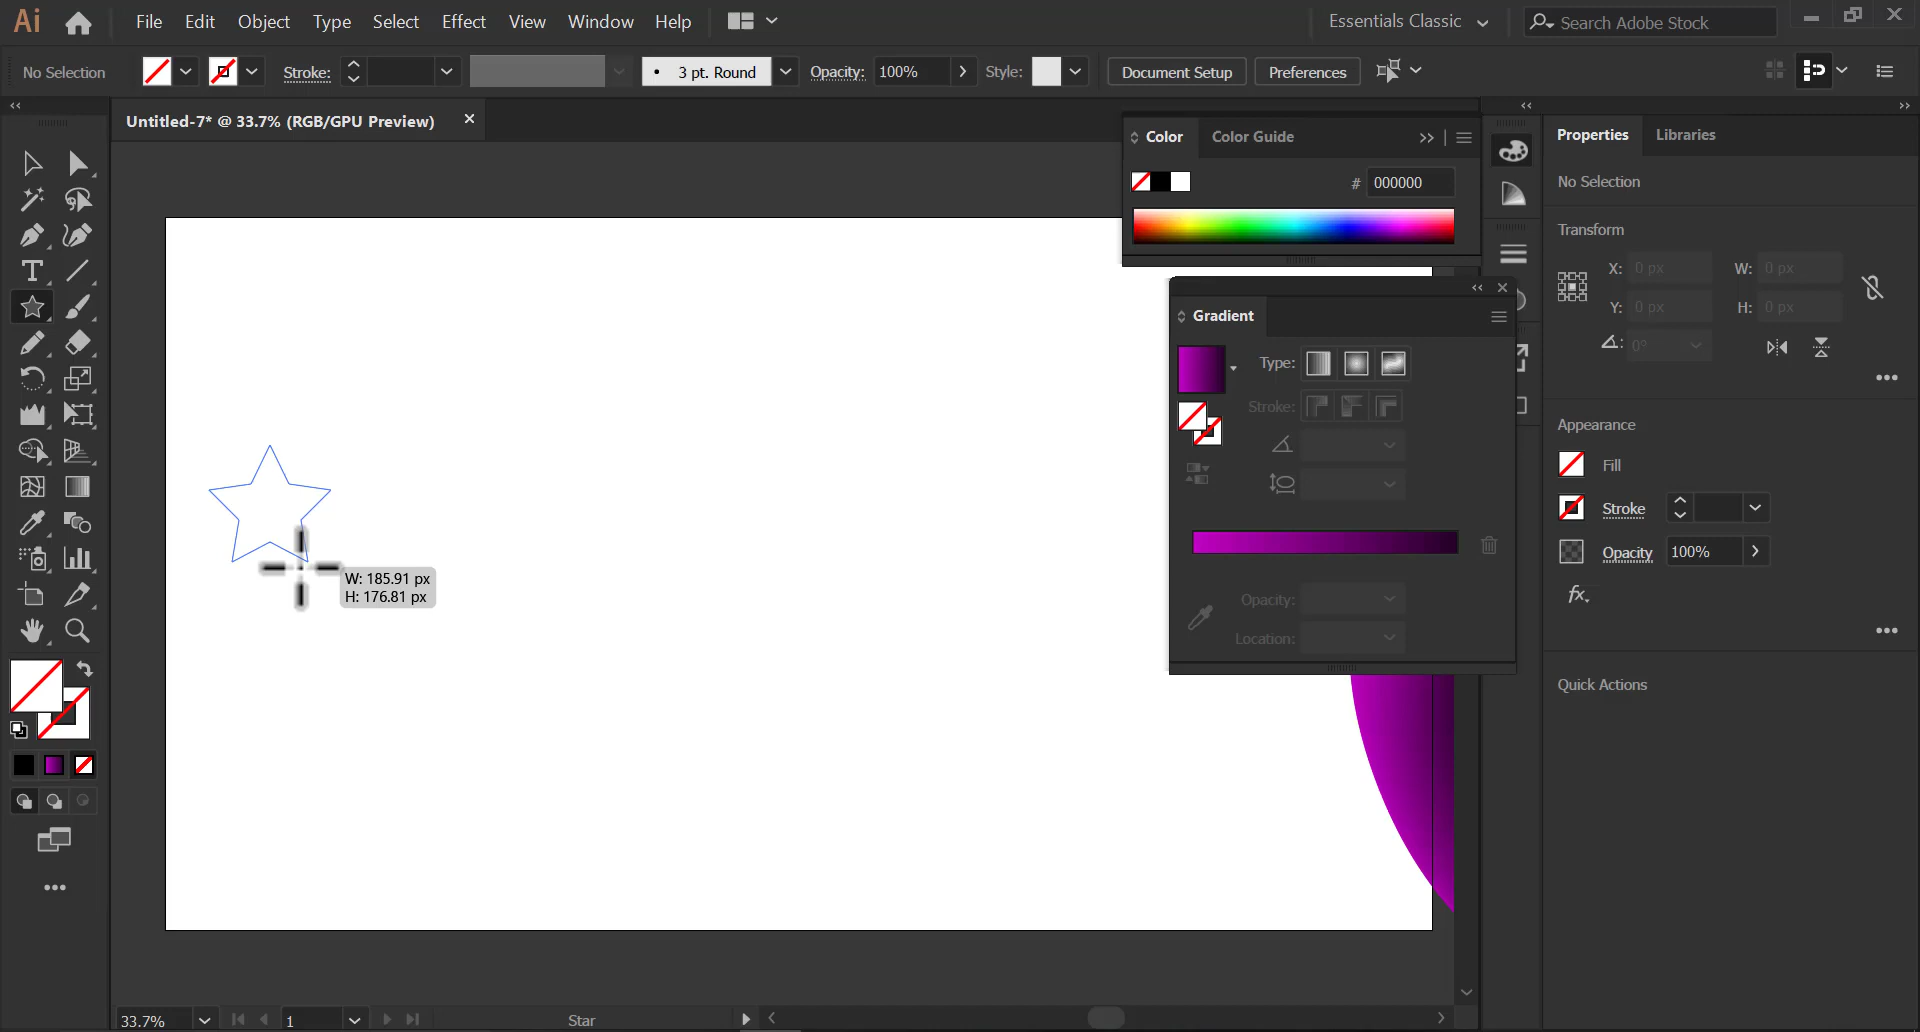 Ai File Edit Object Type Select Effect View Window Help Essentials Classic Search Adobe Stock
No Selection Stroke: 3 pt. Round Opacity: 100% Style: Document Setup Preferences
Untitled-7* @ 33.7% (RGB/GPU Preview)
Color Color Guide
# 000000
Gradient
Type:
Stroke:
Opacity:
Location:
Properties Libraries
No Selection
Transform
X: 0 px W: 0 px
Y: 0 px H: 0 px
0°
Appearance
Fill
Stroke
Opacity 100%
fx
Quick Actions
W: 185.91 px
H: 176.81 px
33.7% 1 Star